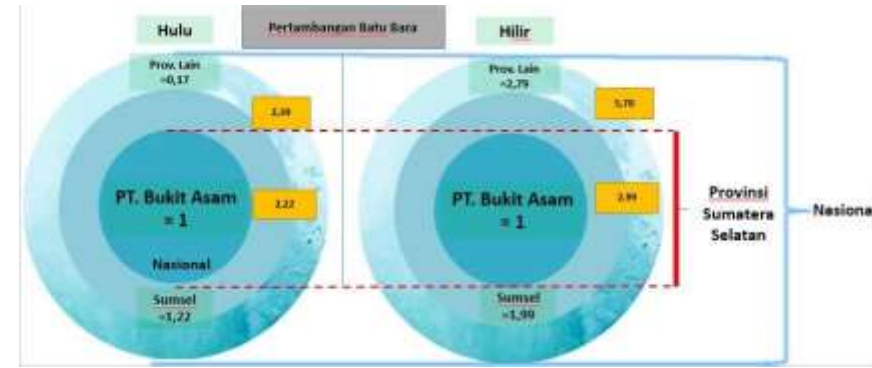 Hulu
Pertambangan Batu Bara
Hilir
Prov. Lain
=0,17
Prov. Lain
=2,79
2,39
5,78
PT. Bukit Asam
= 1
2,22
PT. Bukit Asam
= 1
2,99
Provinsi
Sumatera
Selatan
Nasional
Nasional
Sumsel
=1,22
Sumsel
=1,99